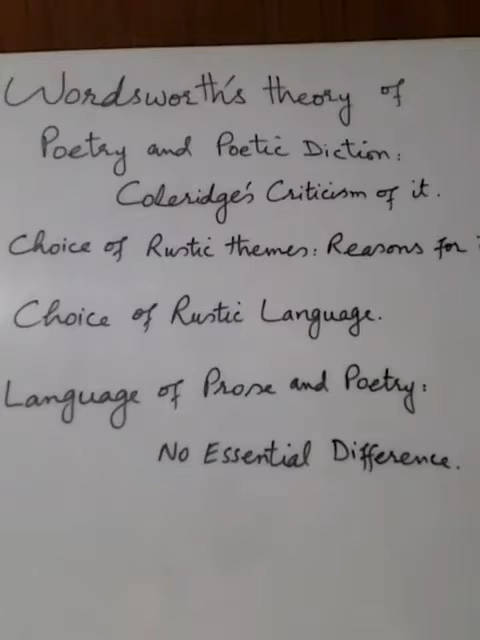 Wordsworth's theory of
Poetry and Poetic Diction:
Coleridge's Criticism of it.
Choice of Rustic themes: Reasons for
Choice of Rustic Language.
Language of Prose and Poetry:
No Essential Difference.